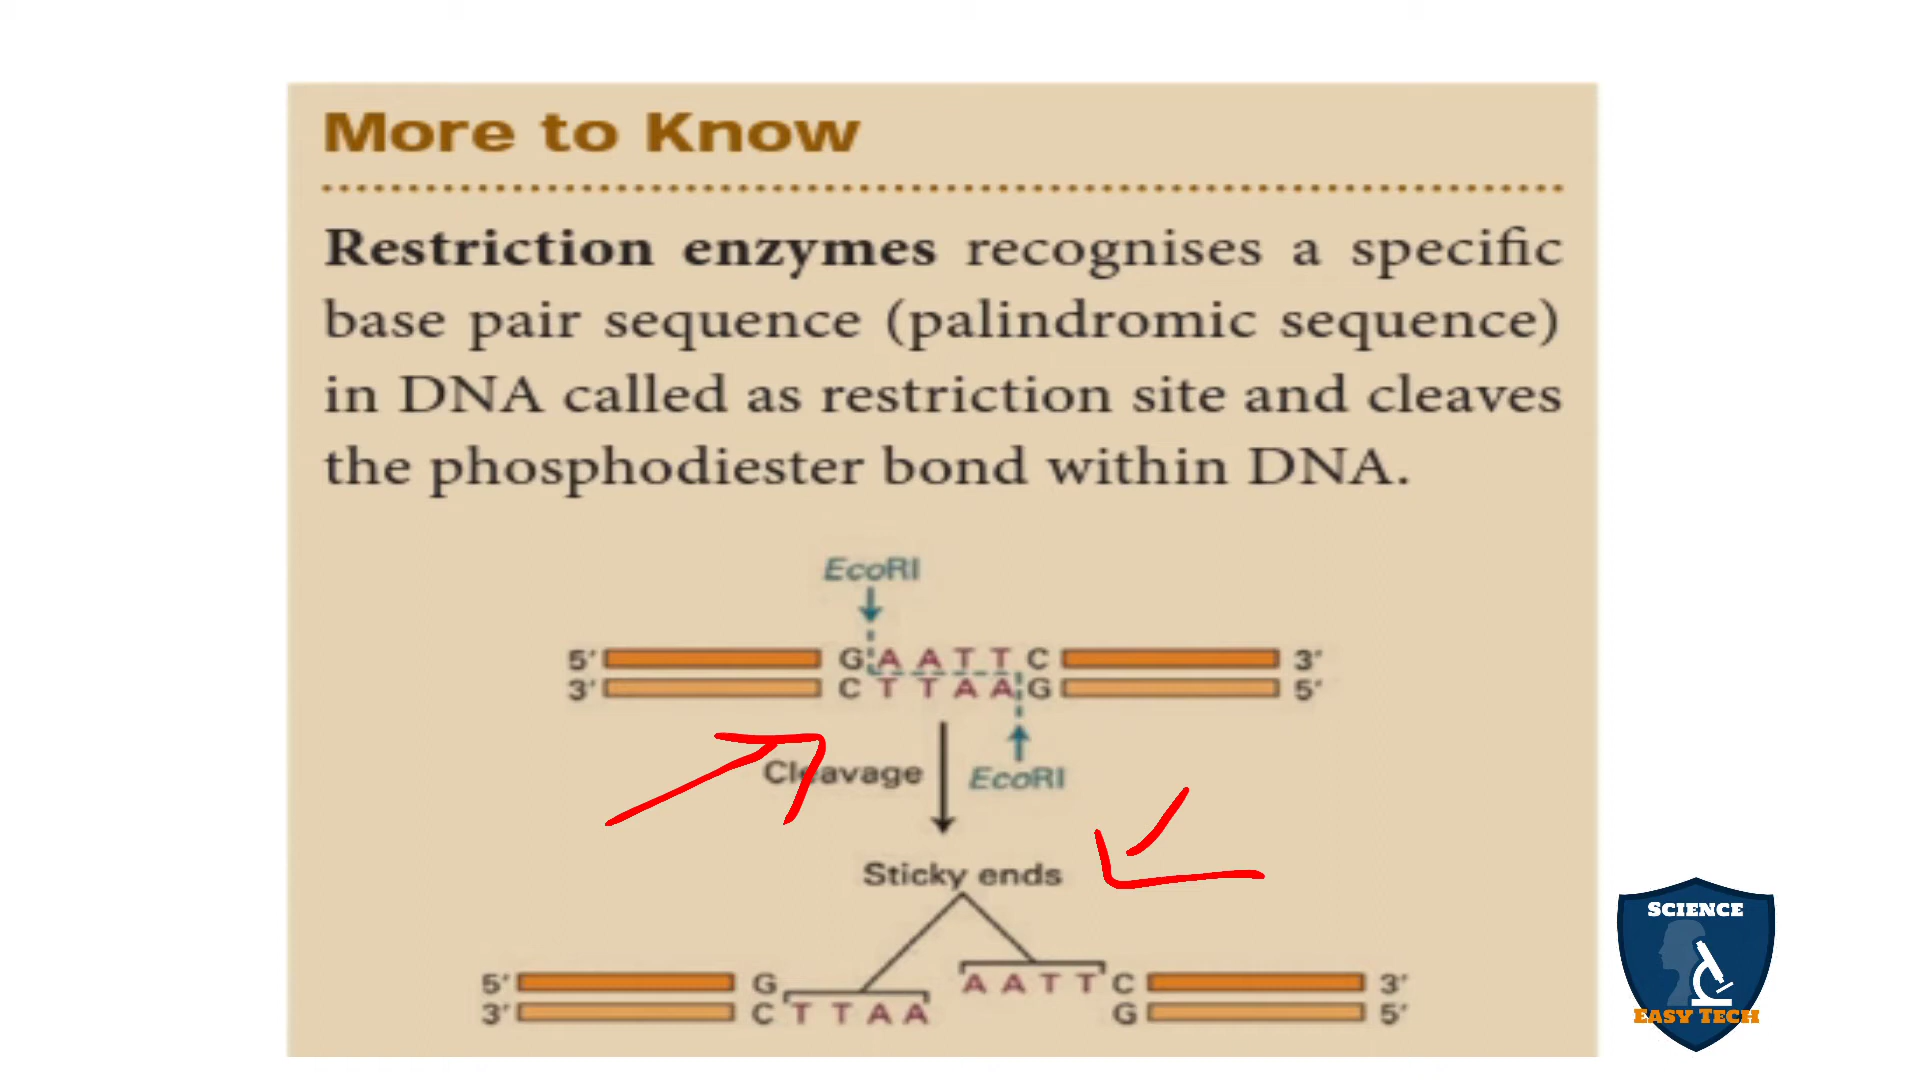 More to Know
Restriction enzymes recognises a specific
base pair sequence (palindromic sequence)
in DNA called as restriction site and cleaves
the phosphodiester bond within DNA.
EcoRI
5′ G A A T T C 3′
3′ C T T A A G 5′
Cleavage
EcoRI
Sticky ends
5′ G A A T T C 3′
3′ C T T A A G 5′
SCIENCE
EASY TECH